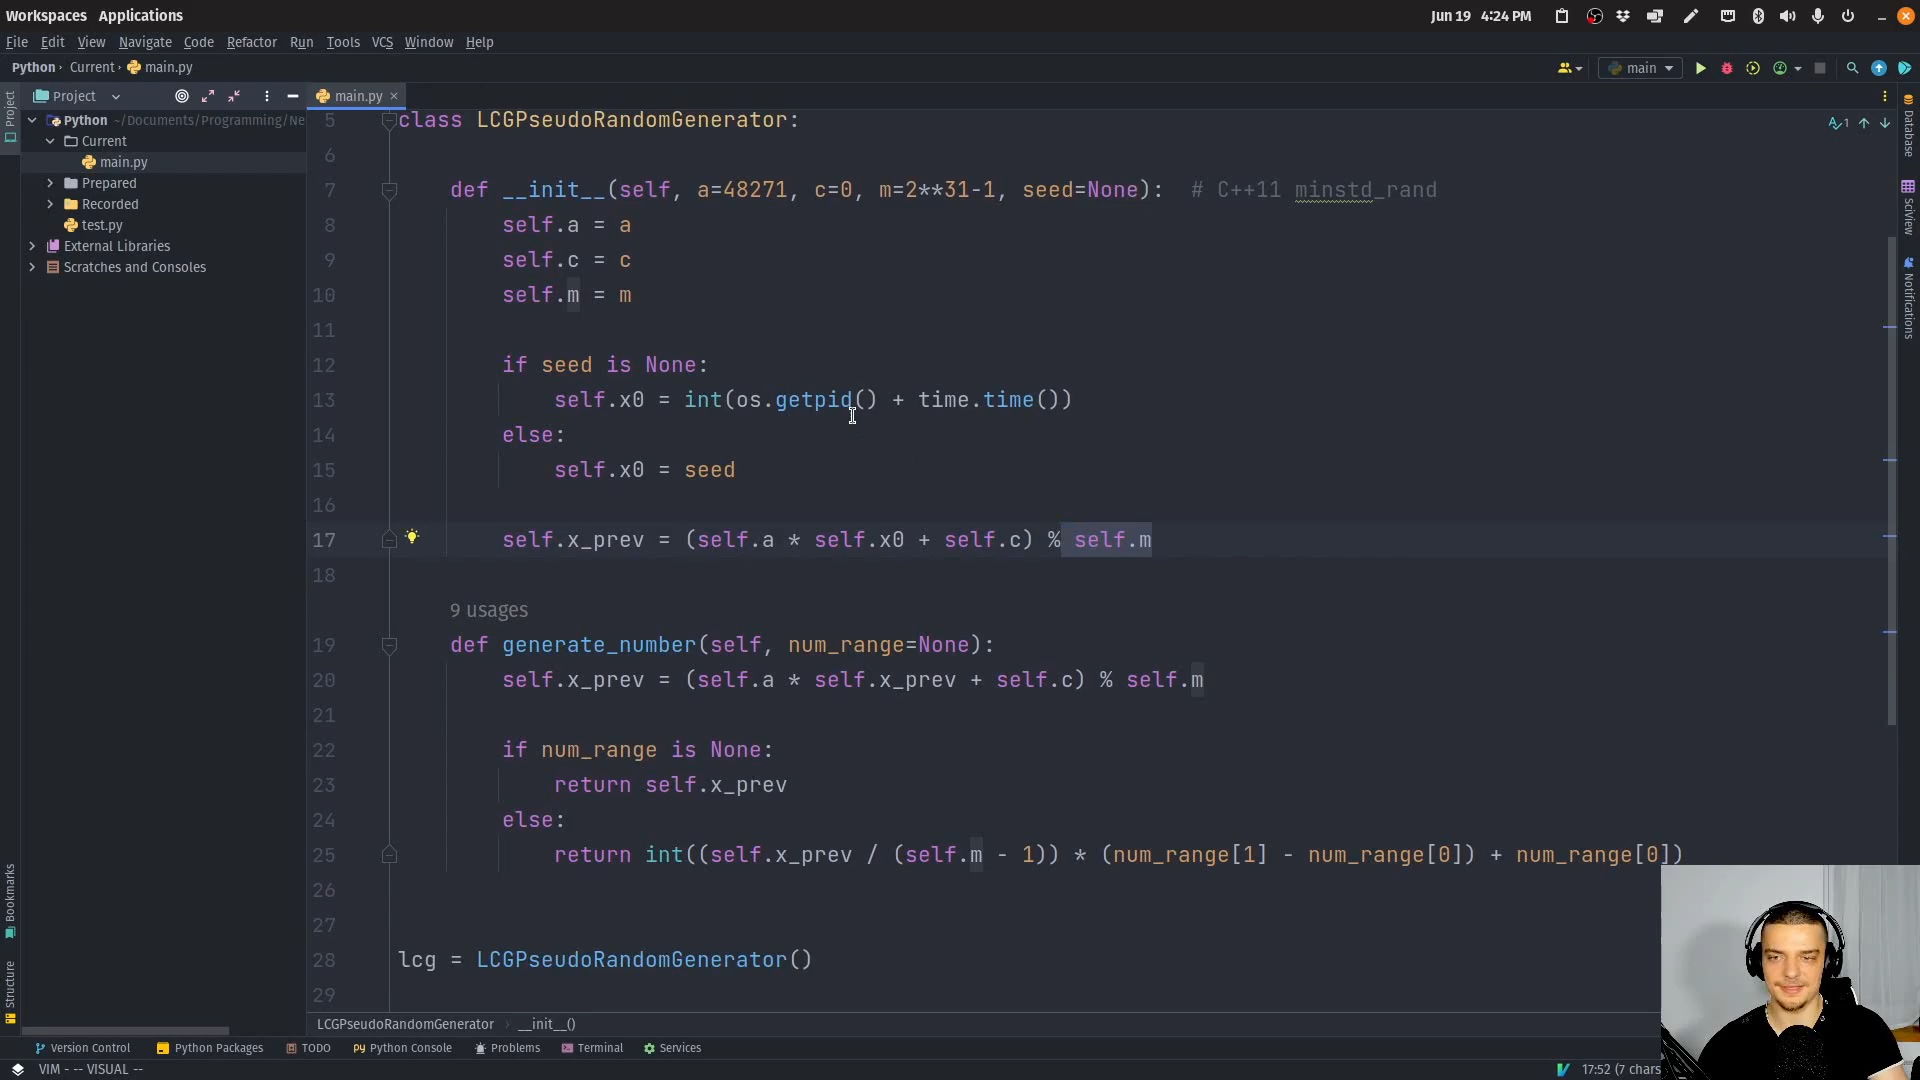 Workspaces Applications
Jun 19 4:24 PM
File Edit View Navigate Code Refactor Run Tools VCS Window Help
Python Current main.py
main
Project
Project
main.py
Python ~/Documents/Programming/Ne
Current
main.py
Prepared
Recorded
test.py
External Libraries
Scratches and Consoles
5 class LCGPseudoRandomGenerator:
6
7 def __init__(self, a=48271, c=0, m=2**31-1, seed=None): # C++11 minstd_rand
8 self.a = a
9 self.c = c
10 self.m = m
11
12 if seed is None:
13 self.x0 = int(os.getpid() + time.time())
14 else:
15 self.x0 = seed
16
17 self.x_prev = (self.a * self.x0 + self.c) % self.m
18
9 usages
19 def generate_number(self, num_range=None):
20 self.x_prev = (self.a * self.x_prev + self.c) % self.m
21
22 if num_range is None:
23 return self.x_prev
24 else:
25 return int((self.x_prev / (self.m - 1)) * (num_range[1] - num_range[0]) + num_range[0])
26
27
28 lcg = LCGPseudoRandomGenerator()
29
1
Database
SciView
Notifications
Bookmarks
Structure
LCGPseudoRandomGenerator __init__()
Version Control Python Packages TODO Python Console Problems Terminal Services
VIM - -- VISUAL --
17:52 (7 chars